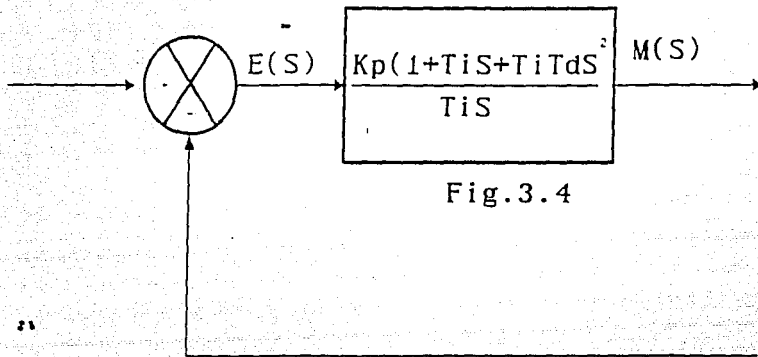 E(S)
Kp(1+TiS+TiTdS²
TiS
M(S)
Fig.3.4